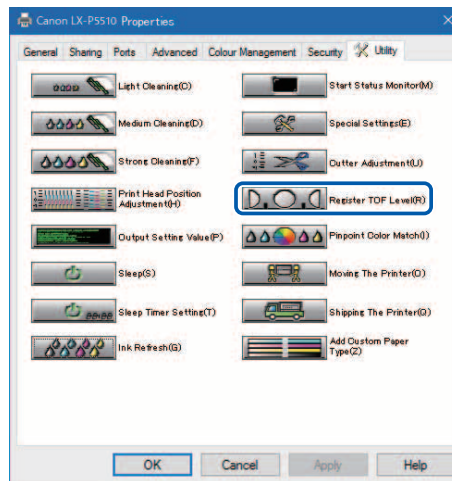 Canon LX-P5510 Properties
General Sharing Ports Advanced Colour Management Security Utility
Light Cleaning(C)
Start Status Monitor(M)
Medium Cleaning(D)
Special Settings(E)
Strong Cleaning(F)
Cutter Adjustment(U)
Print Head Position
Adjustment(H)
Register TOF Level(R)
Output Setting Value(P)
Pinpoint Color Match(I)
Sleep(S)
Moving The Printer(O)
Sleep Timer Setting(T)
Shipping The Printer(Q)
Ink Refresh(G)
Add Custom Paper
Type(Z)
OK Cancel Apply Help